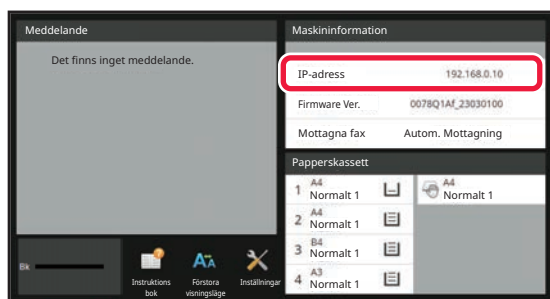 Meddelande
Det finns inget meddelande.
Maskininformation
IP-adress 192.168.0.10
Firmware Ver. 0078Q1Af_23030100
Mottagna fax Autom. Mottagning
Papperskassett
1 A4 Normalt 1
A4 Normalt 1
2 A4 Normalt 1
3 B4 Normalt 1
4 A3 Normalt 1
Bk
Instruktions
bok
Förstora
visningsläge
Inställningar